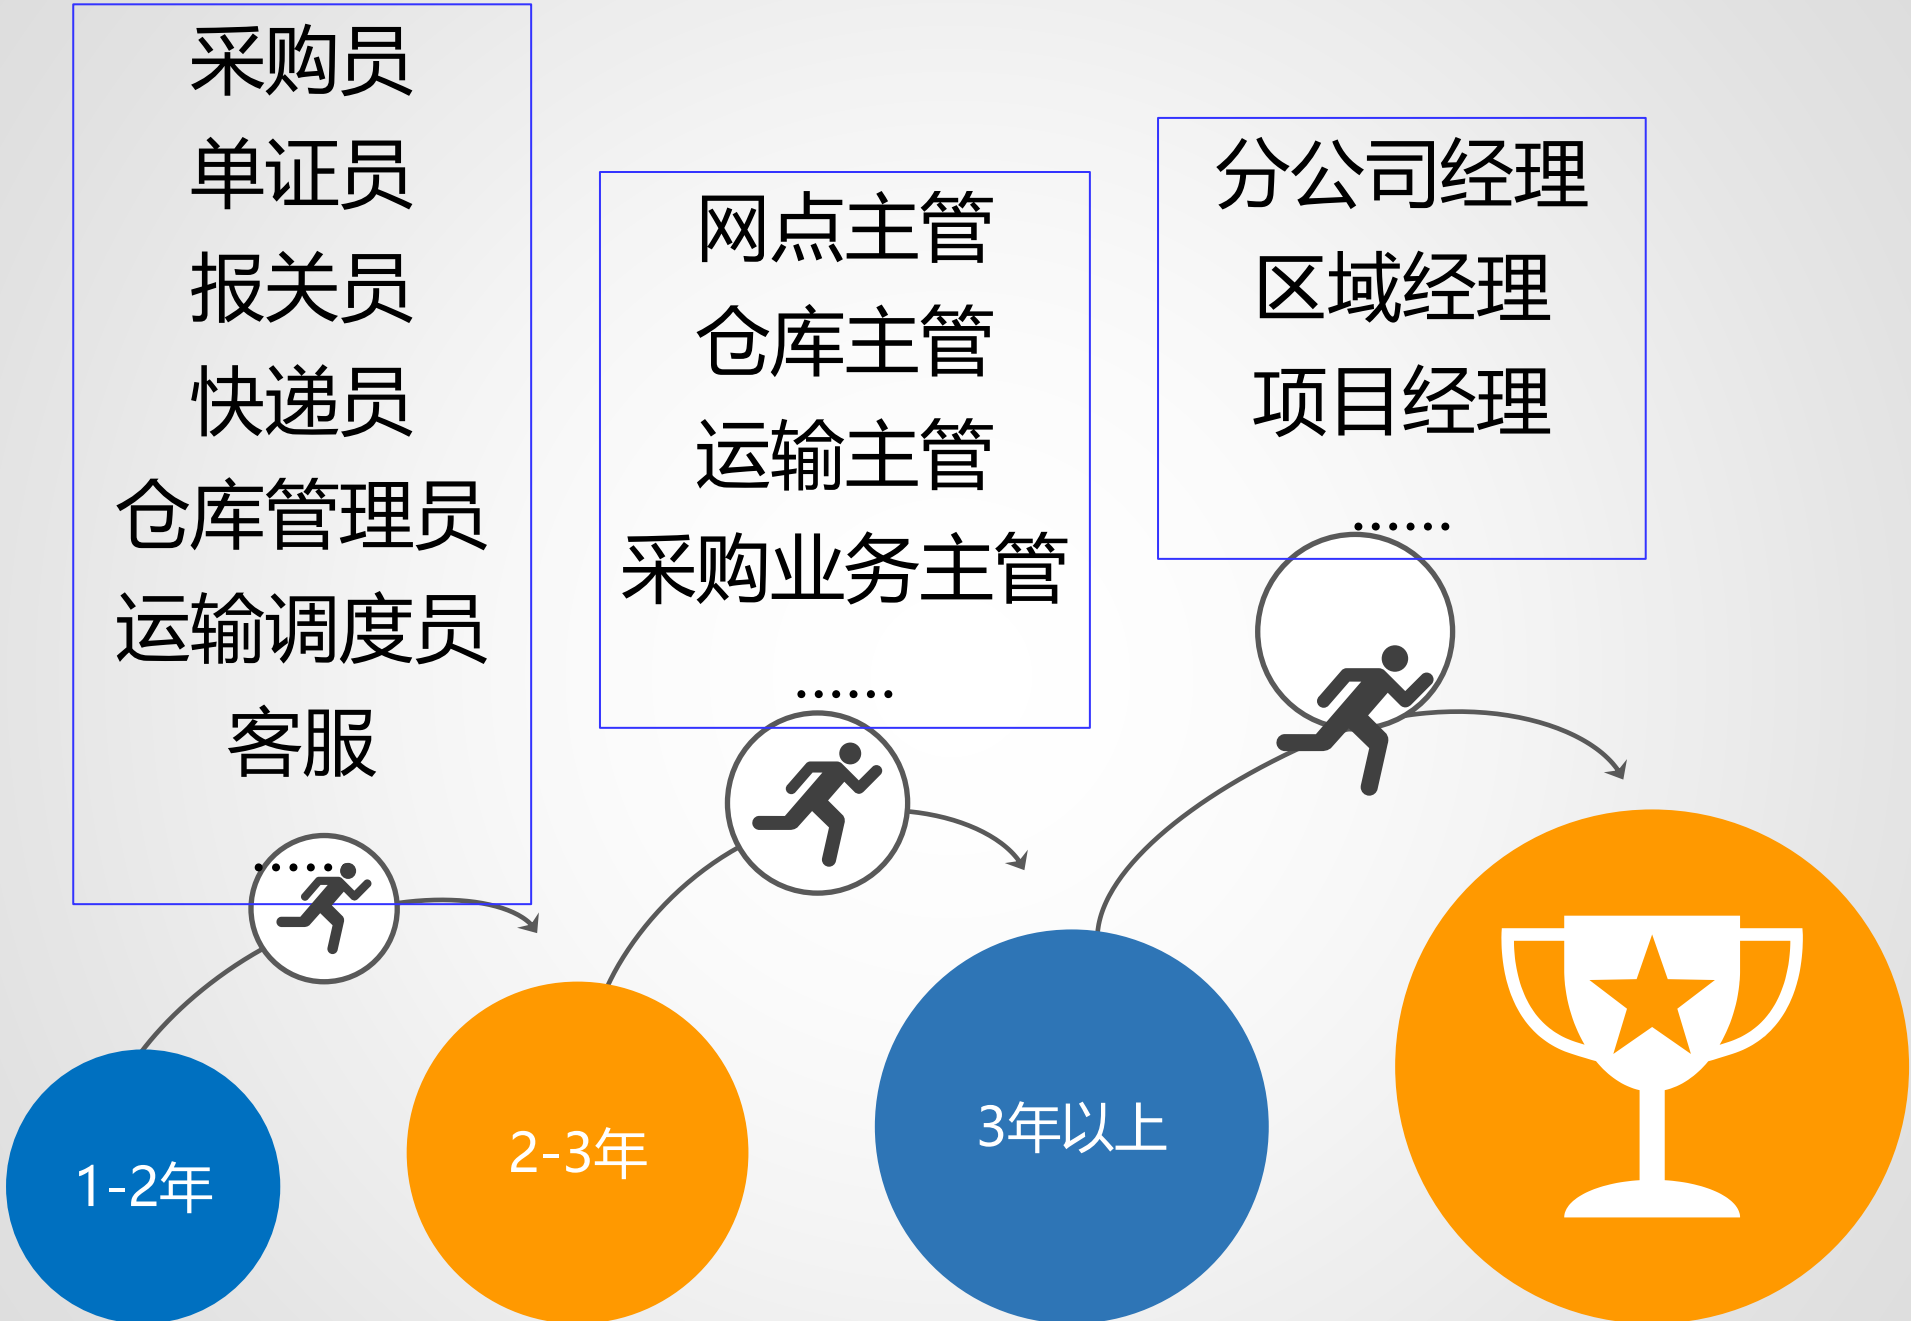 采购员
单证员
报关员
快递员
仓库管理员
运输调度员
客服
……
网点主管
仓库主管
运输主管
采购业务主管
……
分公司经理
区域经理
项目经理
……
1-2年
2-3年
3年以上